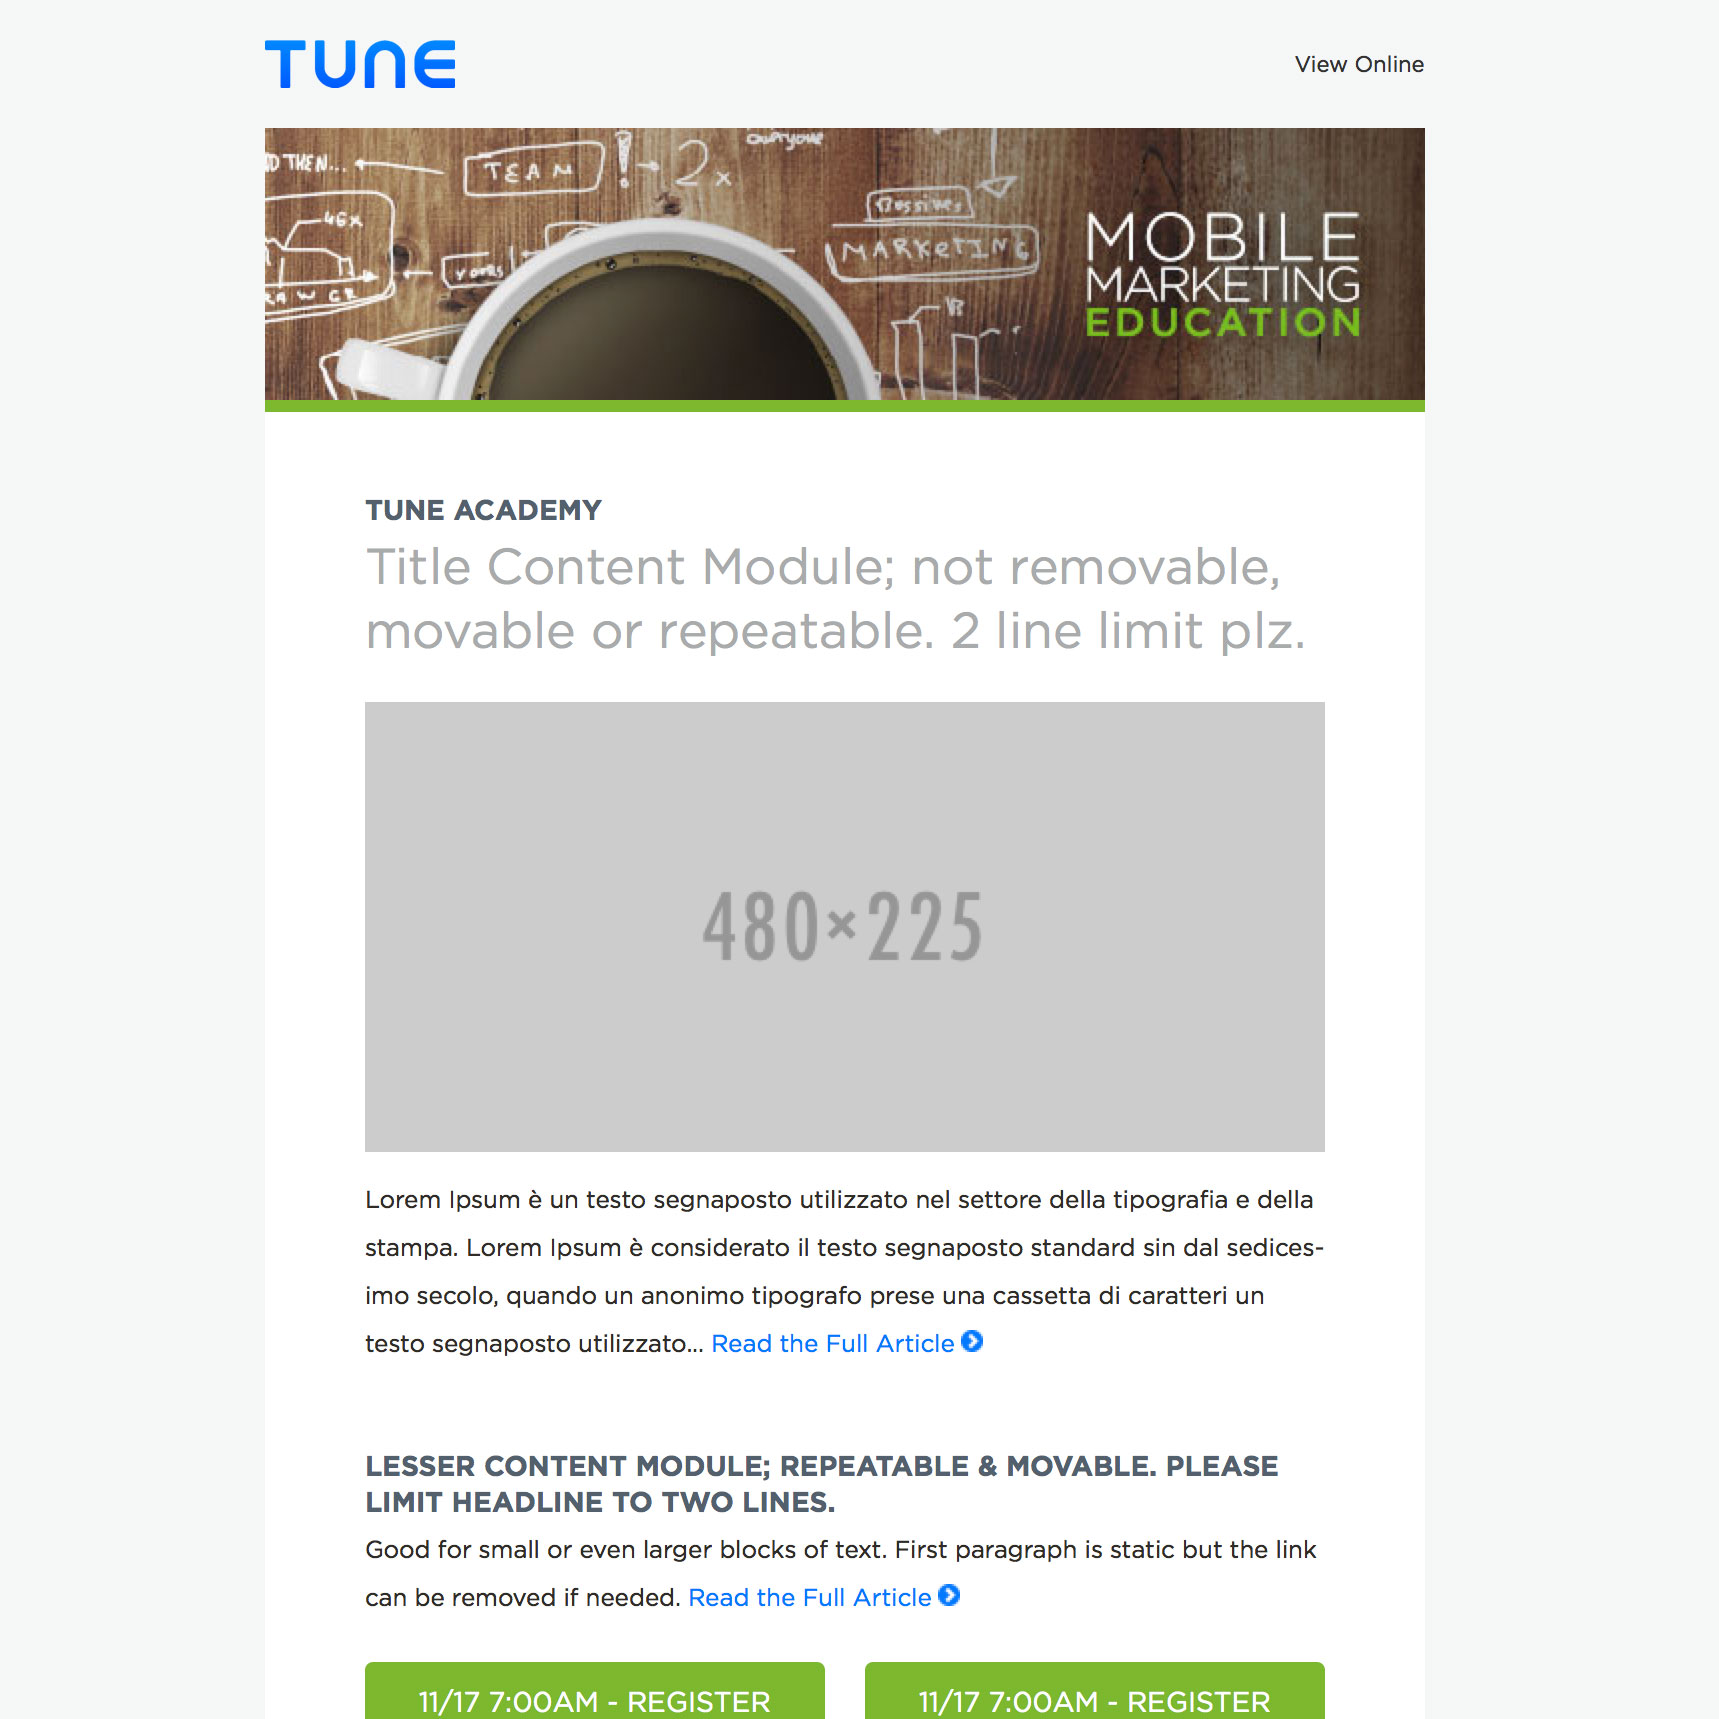 TUNE
View Online
D THEN...
TEAM
! 2x
46x
MARKETING
MOBILE
MARKETING
EDUCATION
TUNE ACADEMY
Title Content Module; not removable,
movable or repeatable. 2 line limit plz.
480×225
Lorem Ipsum è un testo segnaposto utilizzato nel settore della tipografia e della
stampa. Lorem Ipsum è considerato il testo segnaposto standard sin dal sedices-
imo secolo, quando un anonimo tipografo prese una cassetta di caratteri un
testo segnaposto utilizzato... Read the Full Article
LESSER CONTENT MODULE; REPEATABLE & MOVABLE. PLEASE
LIMIT HEADLINE TO TWO LINES.
Good for small or even larger blocks of text. First paragraph is static but the link
can be removed if needed. Read the Full Article
11/17 7:00AM - REGISTER
11/17 7:00AM - REGISTER